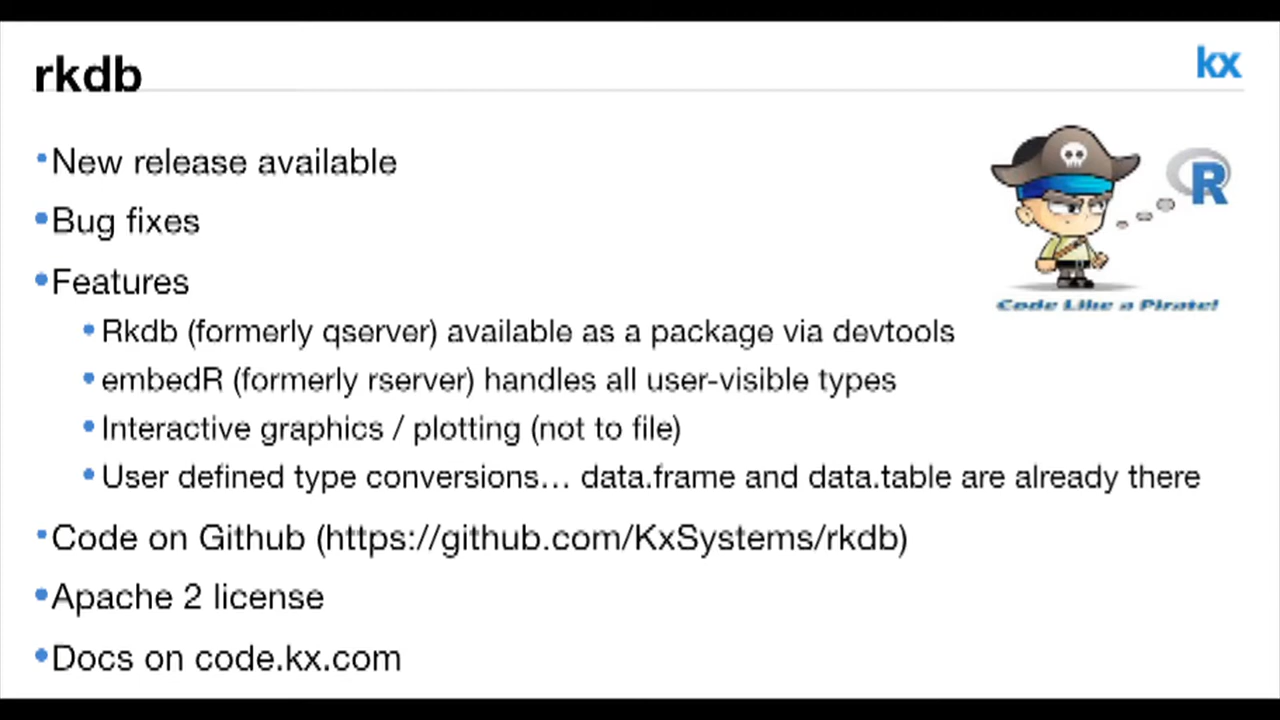 rkdb
kx
New release available
Bug fixes
Features
Rkdb (formerly qserver) available as a package via devtools
embedR (formerly rserver) handles all user-visible types
Interactive graphics / plotting (not to file)
User defined type conversions… data.frame and data.table are already there
Code on Github (https://github.com/KxSystems/rkdb)
Apache 2 license
Docs on code.kx.com
R
Code Like a Pirate!